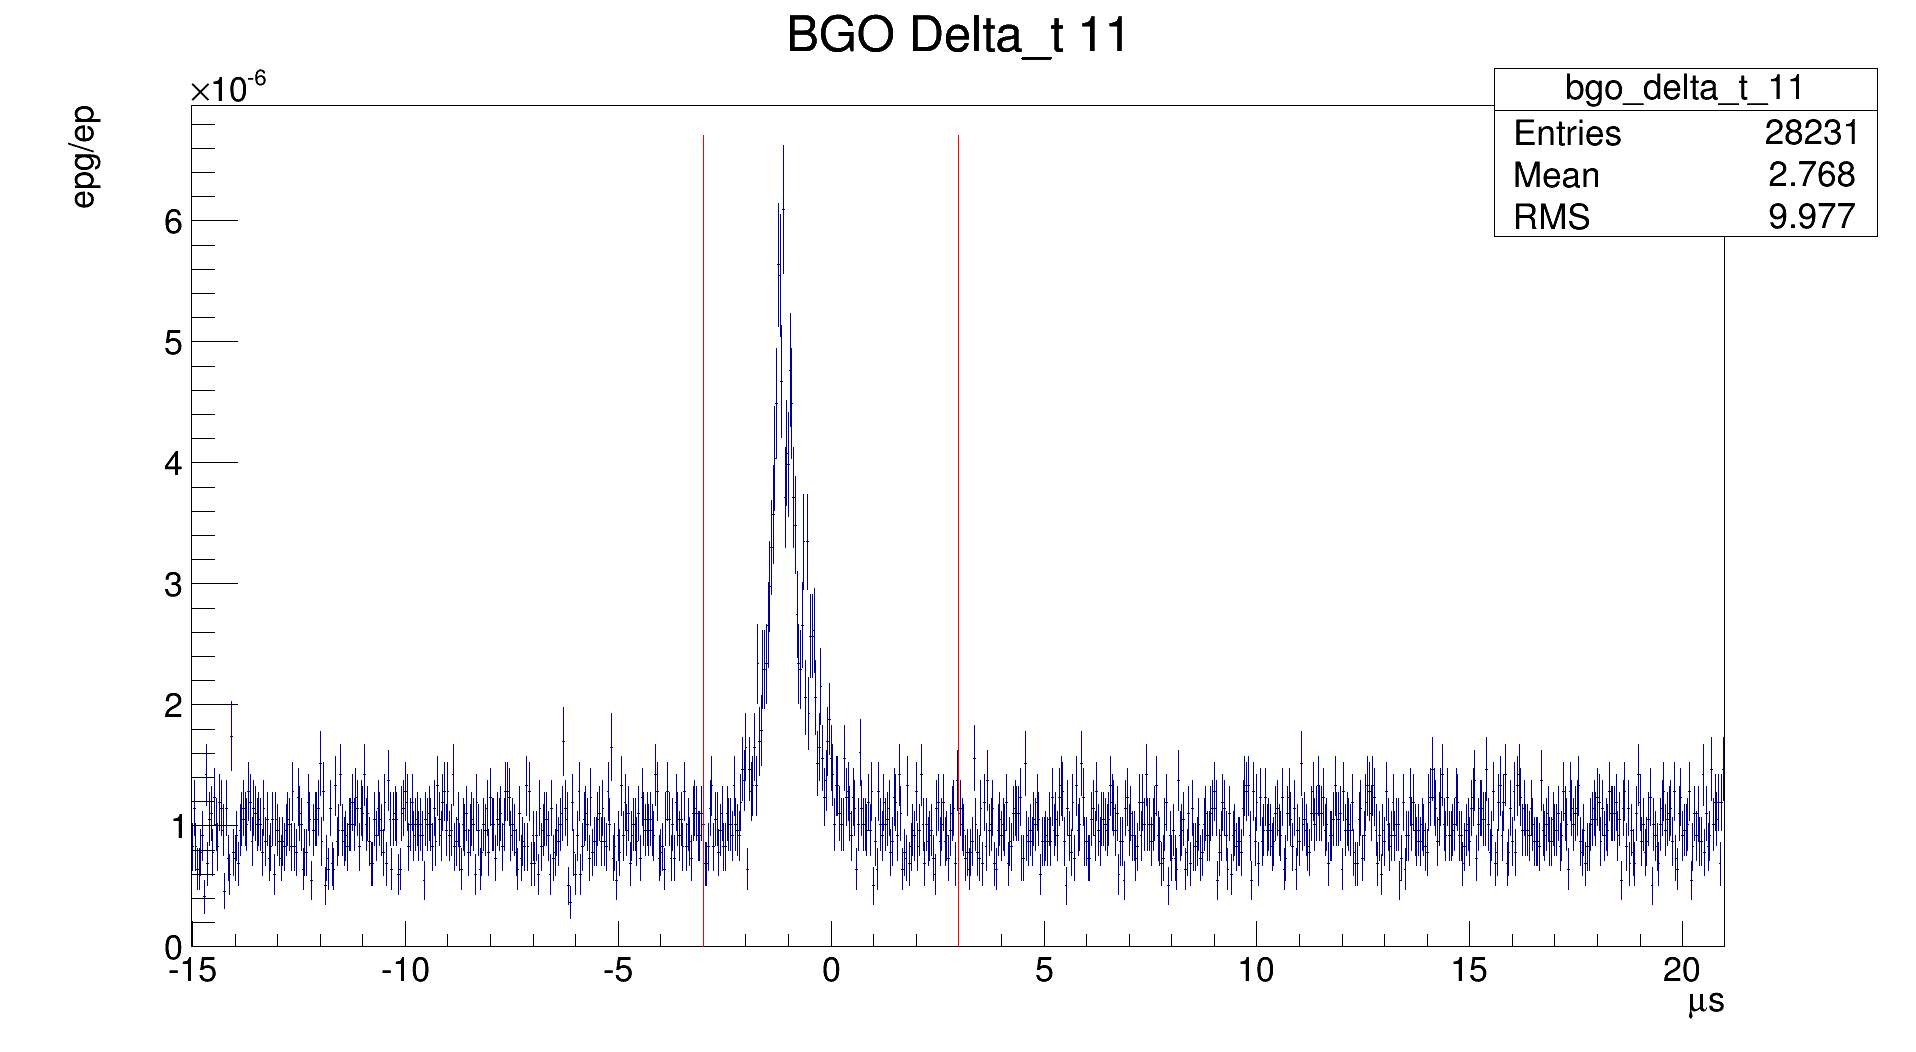 BGO Delta_t 11
×10-6
epg/ep
bgo_delta_t_11
Entries 28231
Mean 2.768
RMS 9.977
6
5
4
3
2
1
0
-15 -10 -5 0 5 10 15 20
μs